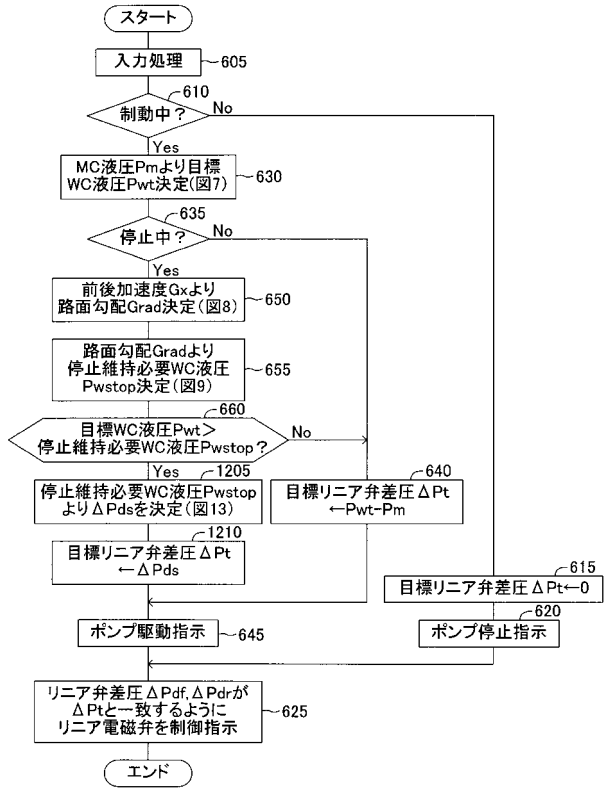 スタート
入力処理
605
610
制動中？
No
Yes
MC液圧Pmより目標
WC液圧Pwt決定(図7)
630
635
停止中？
No
Yes
前後加速度Gxより
路面勾配Grad決定(図8)
650
路面勾配Gradより
停止維持必要WC液圧
Pwstop決定(図9)
655
660
目標WC液圧Pwt＞
停止維持必要WC液圧Pwstop？
No
Yes
1205
停止維持必要WC液圧Pwstop
よりΔPdsを決定(図13)
640
目標リニア弁差圧ΔPt
←Pwt-Pm
1210
目標リニア弁差圧ΔPt
←ΔPds
615
目標リニア弁差圧ΔPt←0
ポンプ駆動指示
645
620
ポンプ停止指示
リニア弁差圧ΔPdf,ΔPdrが
ΔPtと一致するように
リニア電磁弁を制御指示
625
エンド